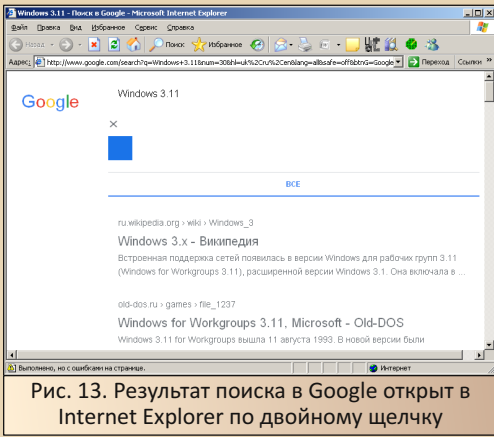 Windows 3.11 - Поиск в Google - Microsoft Internet Explorer
Файл Правка Вид Избранное Сервис Справка
Назад Поиск Избранное
Адрес: http://www.google.com/search?q=Windows+3.11&num=30&hl=uk%2Cru%2Cen&lang=all&safe=off&btnG=Google Переход Ссылки »
Google
Windows 3.11
×
ВСЕ
ru.wikipedia.org › wiki › Windows_3
Windows 3.x - Википедия
Встроенная поддержка сетей появилась в версии Windows для рабочих групп 3.11
(Windows for Workgroups 3.11), расширенной версии Windows 3.1. Она включала в ...
old-dos.ru › games › file_1237
Windows for Workgroups 3.11, Microsoft - Old-DOS
Windows 3.11 for Workgroups вышла 11 августа 1993. В новой версии были
Выполнено, но с ошибками на странице. Интернет
Рис. 13. Результат поиска в Google открыт в
Internet Explorer по двойному щелчку